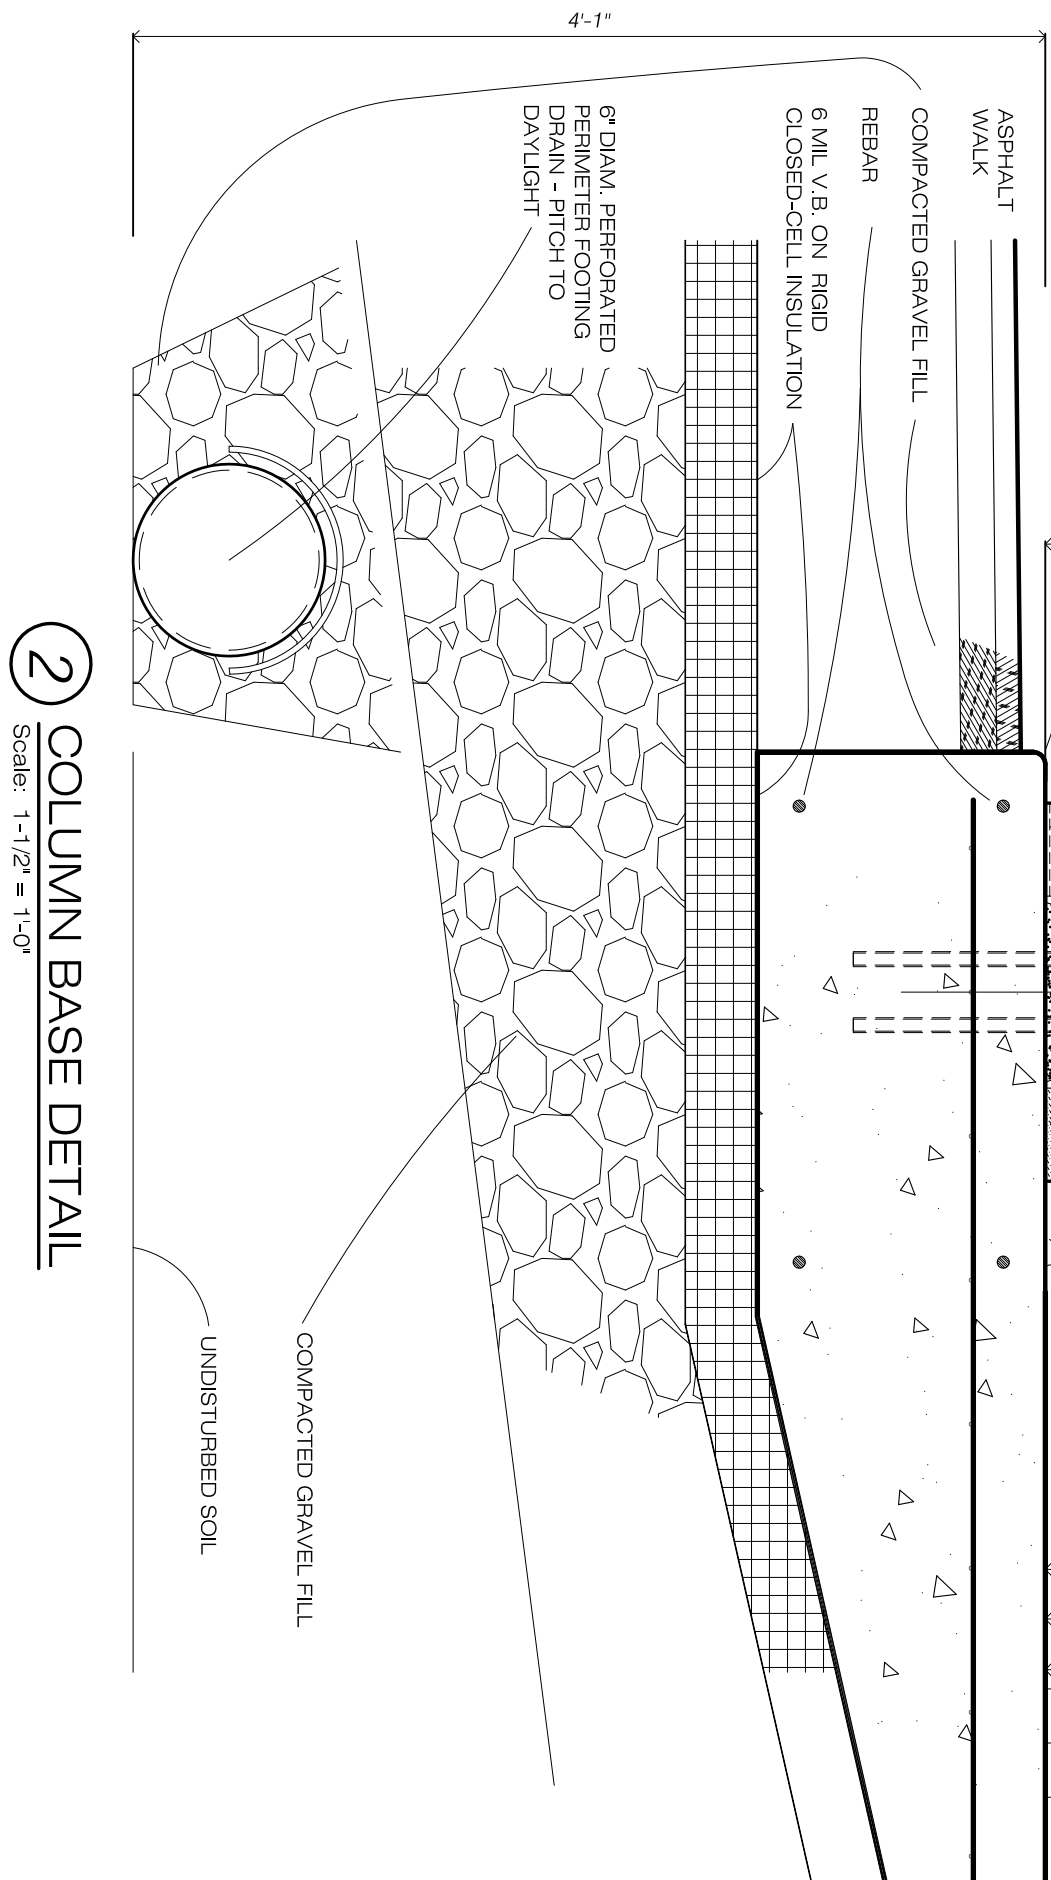 4'-1"
ASPHALT
WALK
COMPACTED GRAVEL FILL
REBAR
6 MIL V.B. ON RIGID
CLOSED-CELL INSULATION
6" DIAM. PERFORATED
PERIMETER FOOTING
DRAIN - PITCH TO
DAYLIGHT
COMPACTED GRAVEL FILL
UNDISTURBED SOIL
2 COLUMN BASE DETAIL
Scale: 1-1/2" = 1'-0"